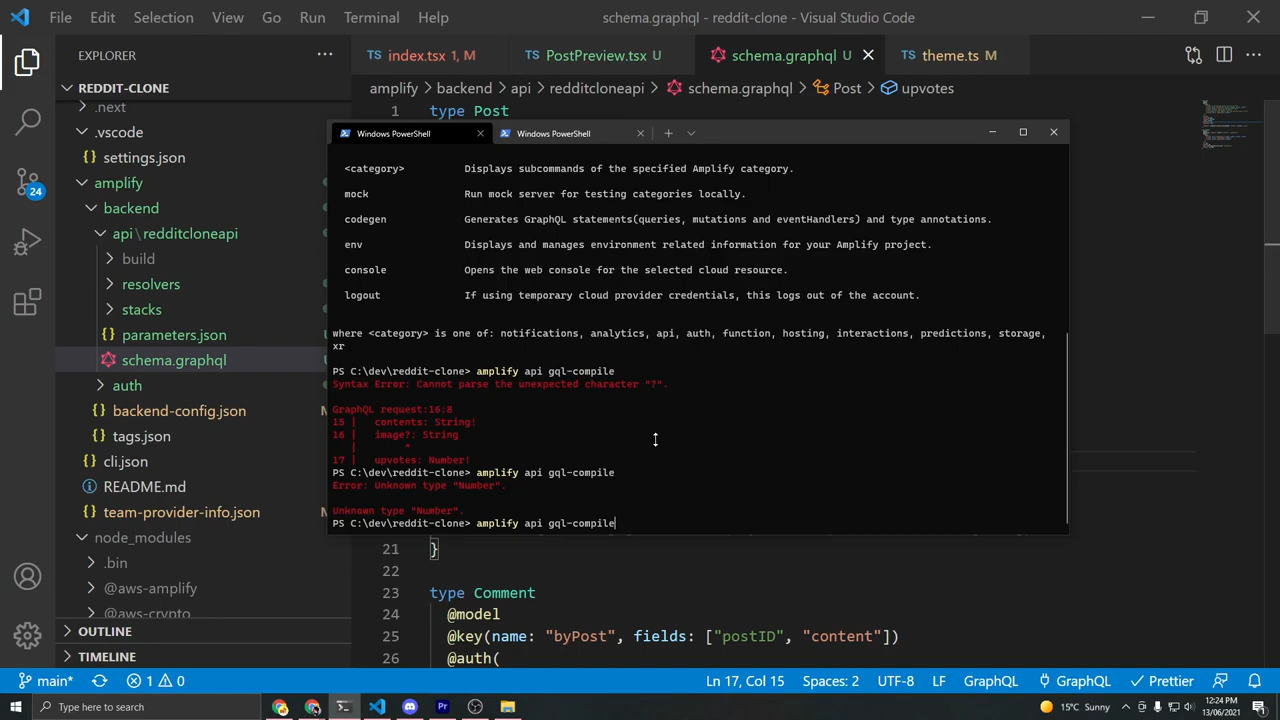 File Edit Selection View Go Run Terminal Help schema.graphql - reddit-clone - Visual Studio Code
EXPLORER ··· TS index.tsx 1, M TS PostPreview.tsx U schema.graphql U TS theme.ts M
REDDIT-CLONE amplify > backend > api > redditcloneapi > schema.graphql > Post > upvotes
.next
.vscode
settings.json
amplify
backend
api\redditcloneapi
build
resolvers
stacks
parameters.json
schema.graphql
auth
backend-config.json
tags.json
cli.json
README.md
team-provider-info.json
node_modules
.bin
@aws-amplify
@aws-crypto
OUTLINE
TIMELINE
24
1 type Post
Windows PowerShell Windows PowerShell
<category> Displays subcommands of the specified Amplify category.
mock Run mock server for testing categories locally.
codegen Generates GraphQL statements(queries, mutations and eventHandlers) and type annotations.
env Displays and manages environment related information for your Amplify project.
console Opens the web console for the selected cloud resource.
logout If using temporary cloud provider credentials, this logs out of the account.
where <category> is one of: notifications, analytics, api, auth, function, hosting, interactions, predictions, storage,
xr
PS C:\dev\reddit-clone> amplify api gql-compile
Syntax Error: Cannot parse the unexpected character "?".
GraphQL request:16:8
15 | contents: String!
16 | image?: String
| ^
17 | upvotes: Number!
PS C:\dev\reddit-clone> amplify api gql-compile
Error: Unknown type "Number".
Unknown type "Number".
PS C:\dev\reddit-clone> amplify api gql-compile
21 }
22
23 type Comment
24 @model
25 @key(name: "byPost", fields: ["postID", "content"])
26 @auth(
main* 1 0 Ln 17, Col 15 Spaces: 2 UTF-8 LF GraphQL GraphQL Prettier
Type here to search 15°C Sunny 12:24 PM
13/06/2021